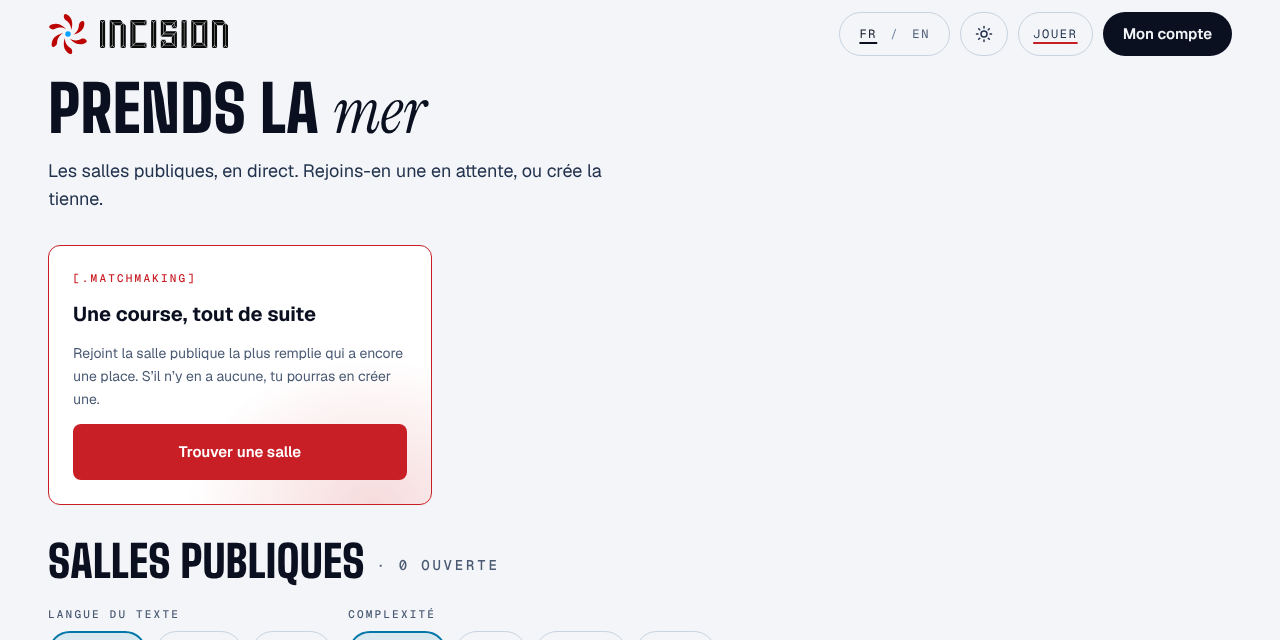 INCISION
FR / EN
JOUER
Mon compte
PRENDS LA mer
Les salles publiques, en direct. Rejoins-en une en attente, ou crée la
tienne.
[.MATCHMAKING]
Une course, tout de suite
Rejoint la salle publique la plus remplie qui a encore
une place. S’il n’y en a aucune, tu pourras en créer
une.
Trouver une salle
SALLES PUBLIQUES · 0 OUVERTE
LANGUE DU TEXTE
COMPLEXITÉ